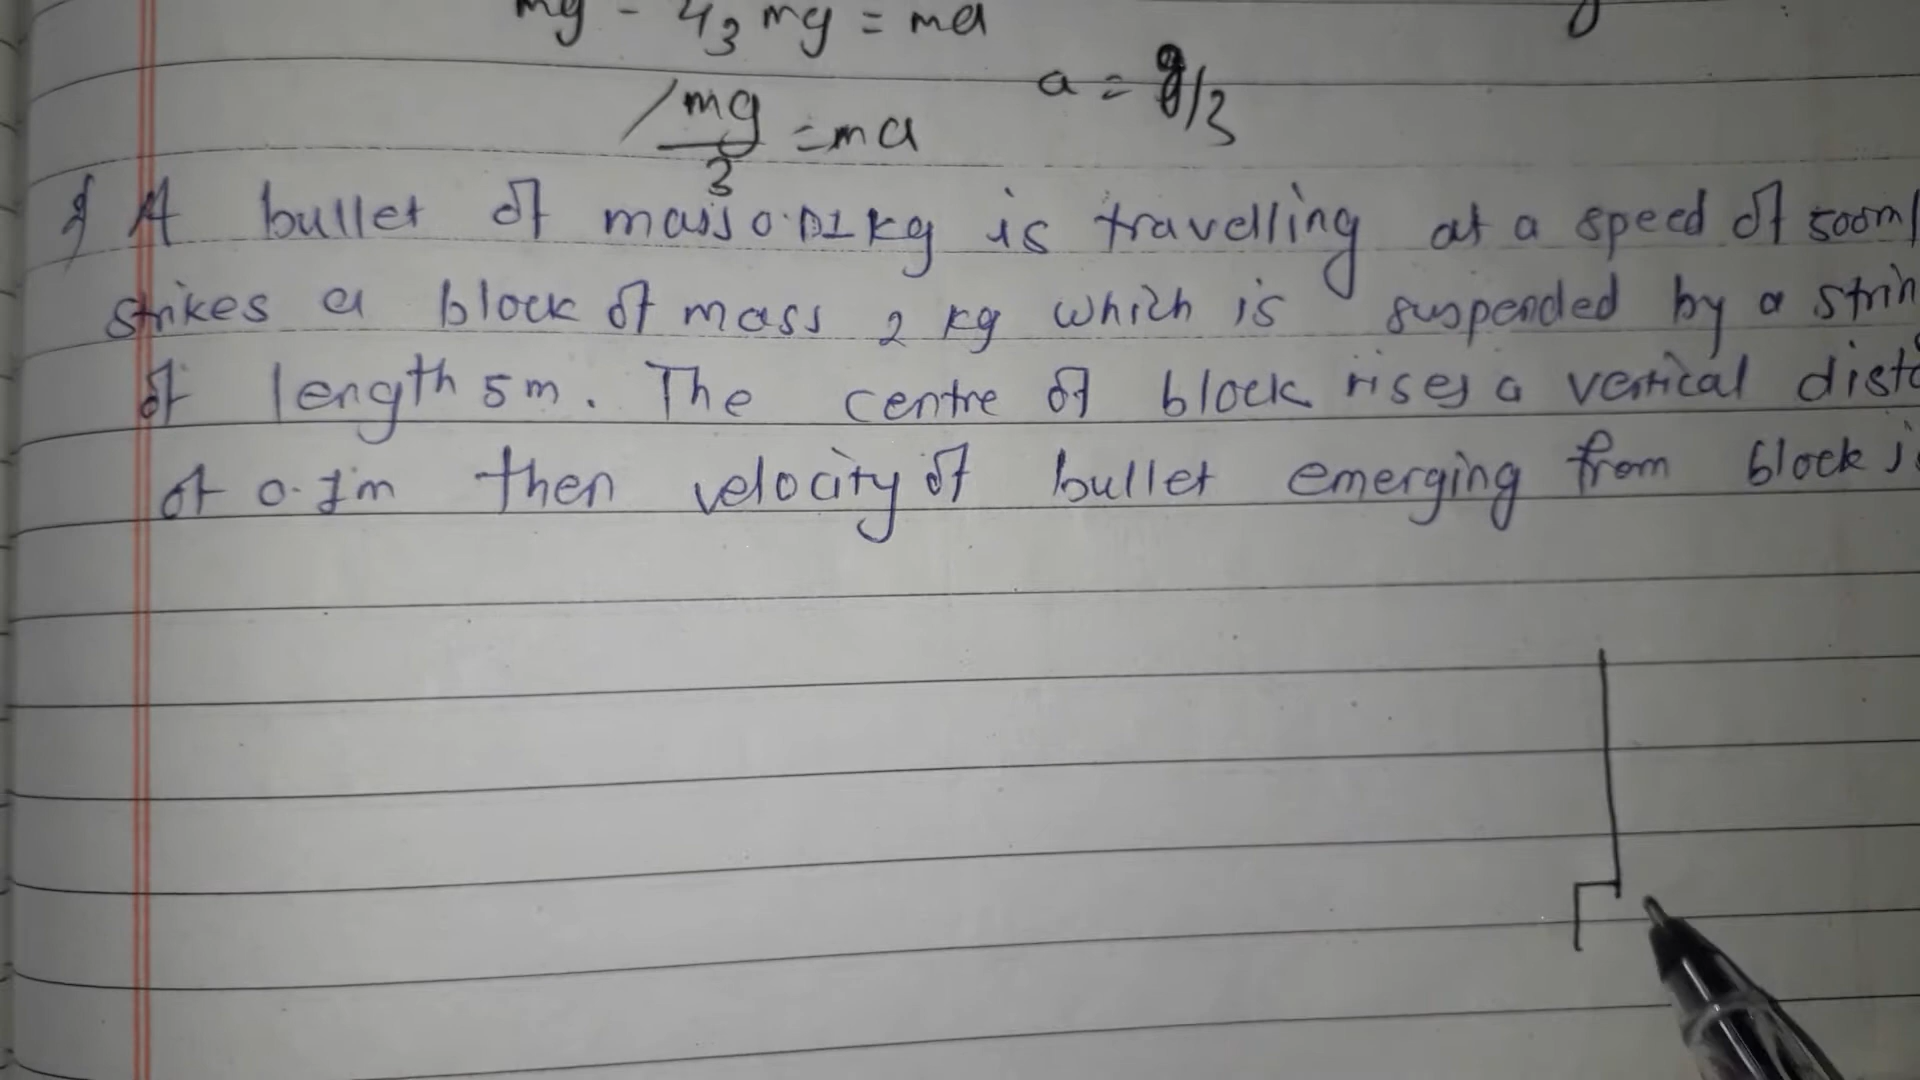 mg - 4/3 mg = ma
/mg/3 = ma a = g/3
A bullet of mass 0.01 kg is travelling at a speed of 500m/
strikes a block of mass 2 kg which is suspended by a strin
of length 5m. The centre of block rises a vertical dista
of 0.1m then velocity of bullet emerging from block is